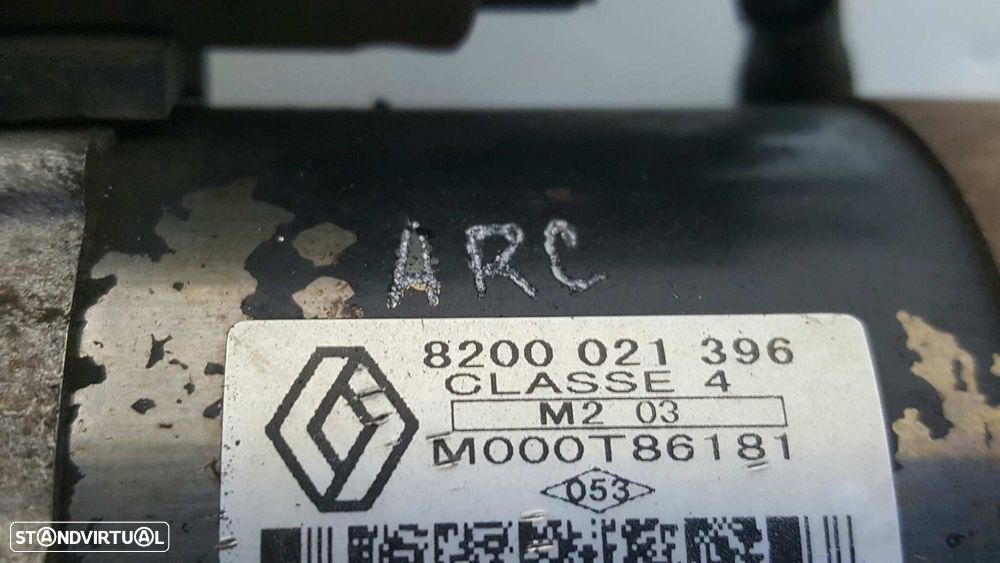 ARC
8200 021 396
CLASSE 4
M2 03
M000T86181
053
STANDVIRTUAL